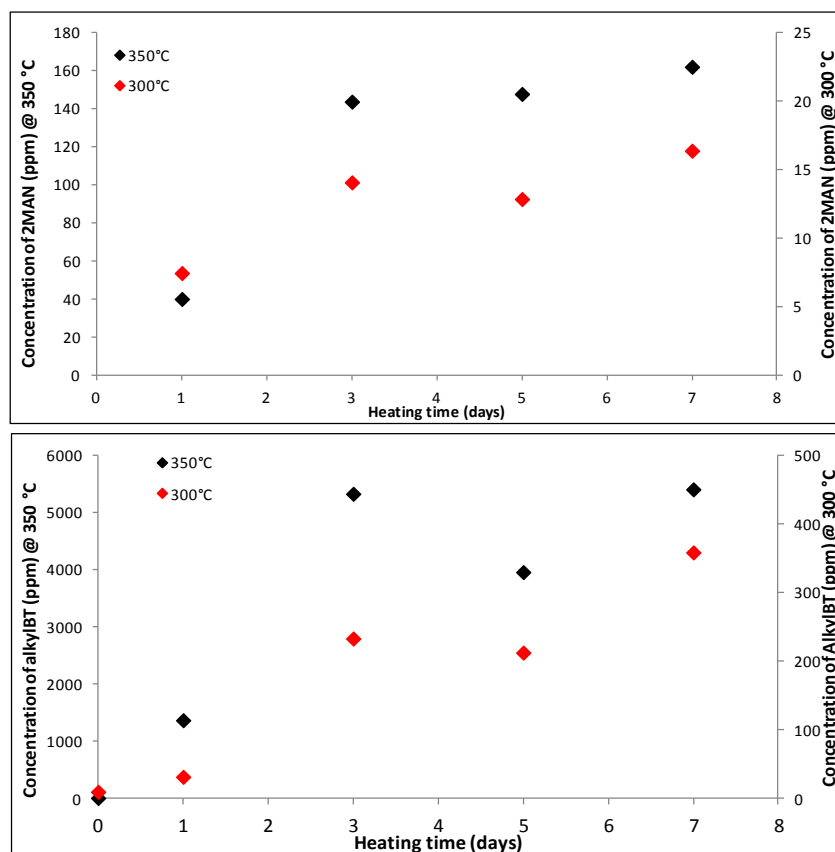 180
160
140
120
100
80
60
40
20
0
Concentration of 2MAN (ppm) @ 350 °C
350°C
300°C
25
20
15
10
5
0
Concentration of 2MAN (ppm) @ 300 °C
0 1 2 3 4 5 6 7 8
Heating time (days)
6000
5000
4000
3000
2000
1000
0
Concentration of alkylBT (ppm) @ 350 °C
350°C
300°C
500
400
300
200
100
0
Concentration of AlkylBT (ppm) @ 300 °C
0 1 2 3 4 5 6 7 8
Heating time (days)